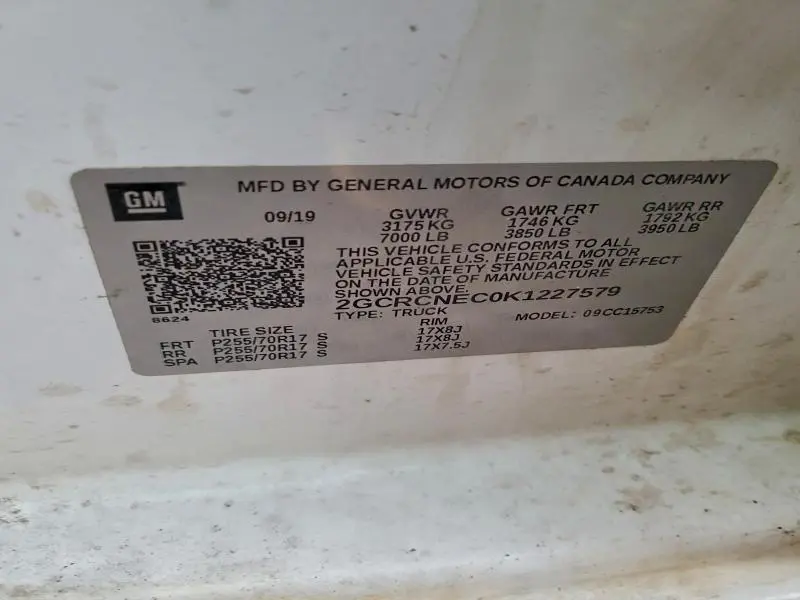 GM
MFD BY GENERAL MOTORS OF CANADA COMPANY
09/19 GVWR GAWR FRT GAWR RR
3175 KG 1746 KG 1792 KG
7000 LB 3850 LB 3950 LB
THIS VEHICLE CONFORMS TO ALL
APPLICABLE U.S. FEDERAL MOTOR
VEHICLE SAFETY STANDARDS IN EFFECT
ON THE DATE OF MANUFACTURE
SHOWN ABOVE.
2GCRCNEC0K1227579
TYPE: TRUCK MODEL: 09CC15753
8624
TIRE SIZE RIM
FRT P255/70R17 S 17X8J
RR P255/70R17 S 17X8J
SPA P255/70R17 S 17X7.5J